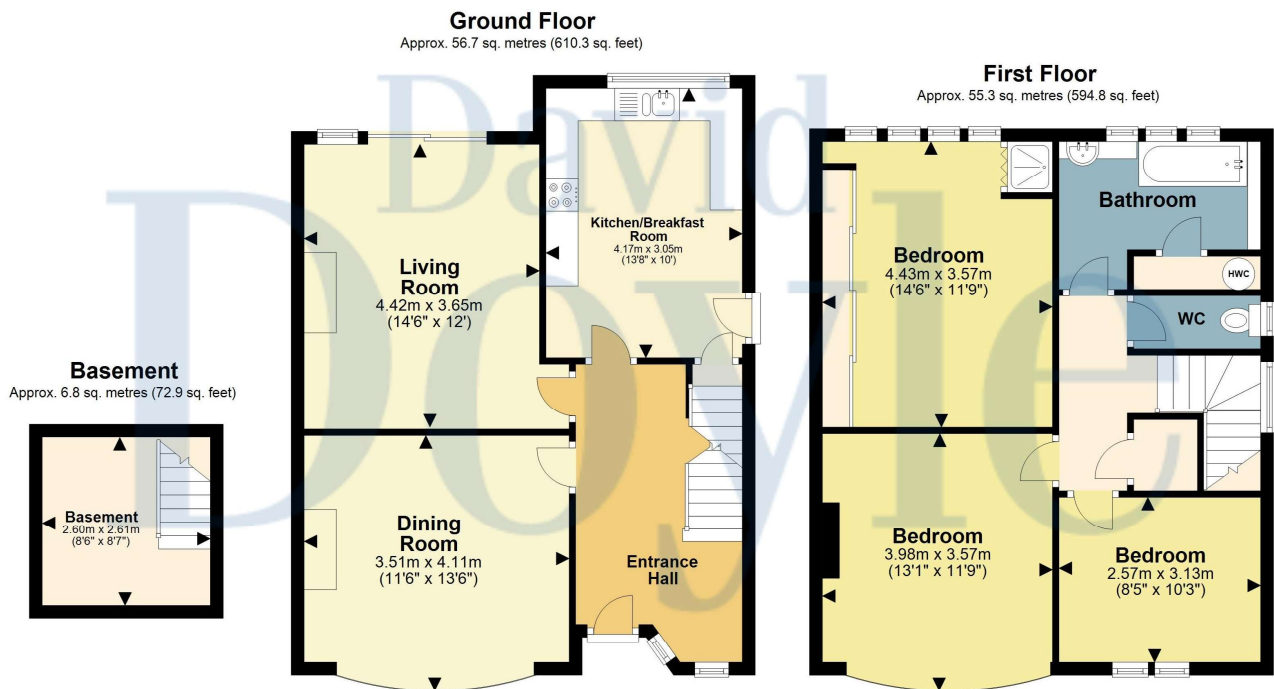 Ground Floor
Approx. 56.7 sq. metres (610.3 sq. feet)
First Floor
Approx. 55.3 sq. metres (594.8 sq. feet)
Basement
Approx. 6.8 sq. metres (72.9 sq. feet)
David
Doyle
Kitchen/Breakfast
Room
4.17m x 3.05m
(13'8" x 10')
Living
Room
4.42m x 3.65m
(14'6" x 12')
Dining
Room
3.51m x 4.11m
(11'6" x 13'6")
Entrance
Hall
Basement
2.60m x 2.61m
(8'6" x 8'7")
Bedroom
4.43m x 3.57m
(14'6" x 11'9")
Bathroom
HWC
WC
Bedroom
3.98m x 3.57m
(13'1" x 11'9")
Bedroom
2.57m x 3.13m
(8'5" x 10'3")